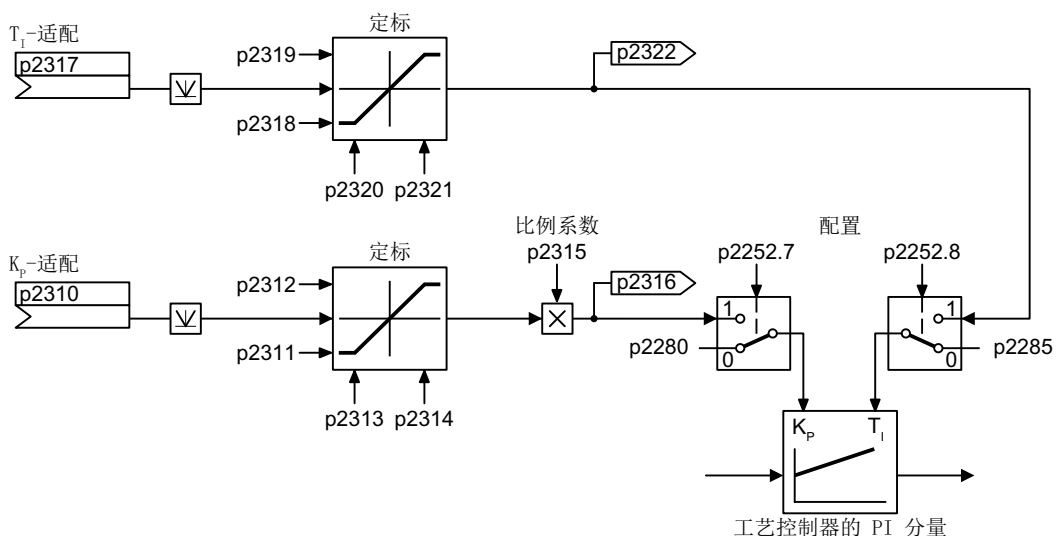 T_I-适配
p2317
定标
p2319
p2318
p2320
p2321
p2322
K_P-适配
p2310
定标
p2312
p2311
p2313
p2314
比例系数
p2315
p2316
配置
p2252.7
p2252.8
1
0
p2280
1
0
p2285
K_P
T_I
工艺控制器的 PI 分量